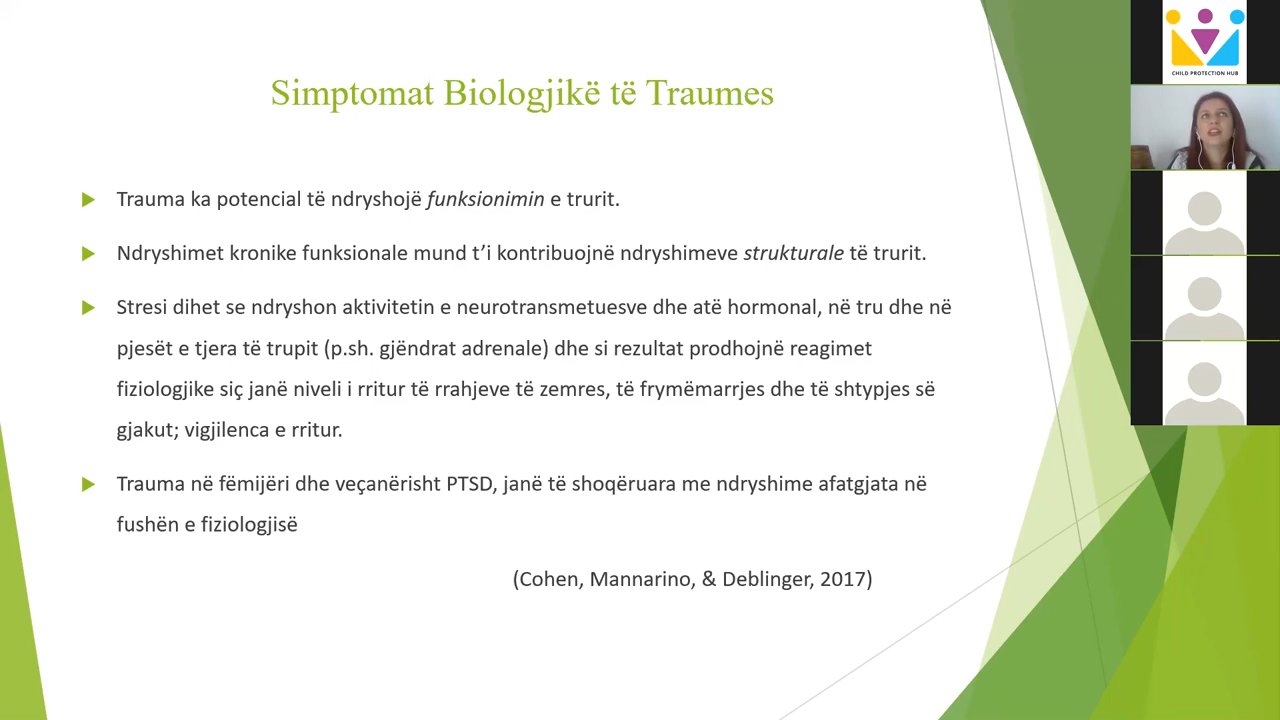 Simptomat Biologjikë të Traumes
Trauma ka potencial të ndryshojë funksionimin e trurit.
Ndryshimet kronike funksionale mund t’i kontribuojnë ndryshimeve strukturale të trurit.
Stresi dihet se ndryshon aktivitetin e neurotransmetuesve dhe atë hormonal, në tru dhe në
pjesët e tjera të trupit (p.sh. gjëndrat adrenale) dhe si rezultat prodhojnë reagimet
fiziologjike siç janë niveli i rritur të rrahjeve të zemres, të frymëmarrjes dhe të shtypjes së
gjakut; vigjilenca e rritur.
Trauma në fëmijëri dhe veçanërisht PTSD, janë të shoqëruara me ndryshime afatgjata në
fushën e fiziologjisë
(Cohen, Mannarino, & Deblinger, 2017)
CHILD PROTECTION HUB